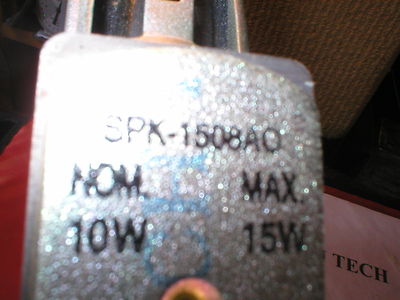 SPK-1508AO
NOM. MAX.
10W 15W
TECH